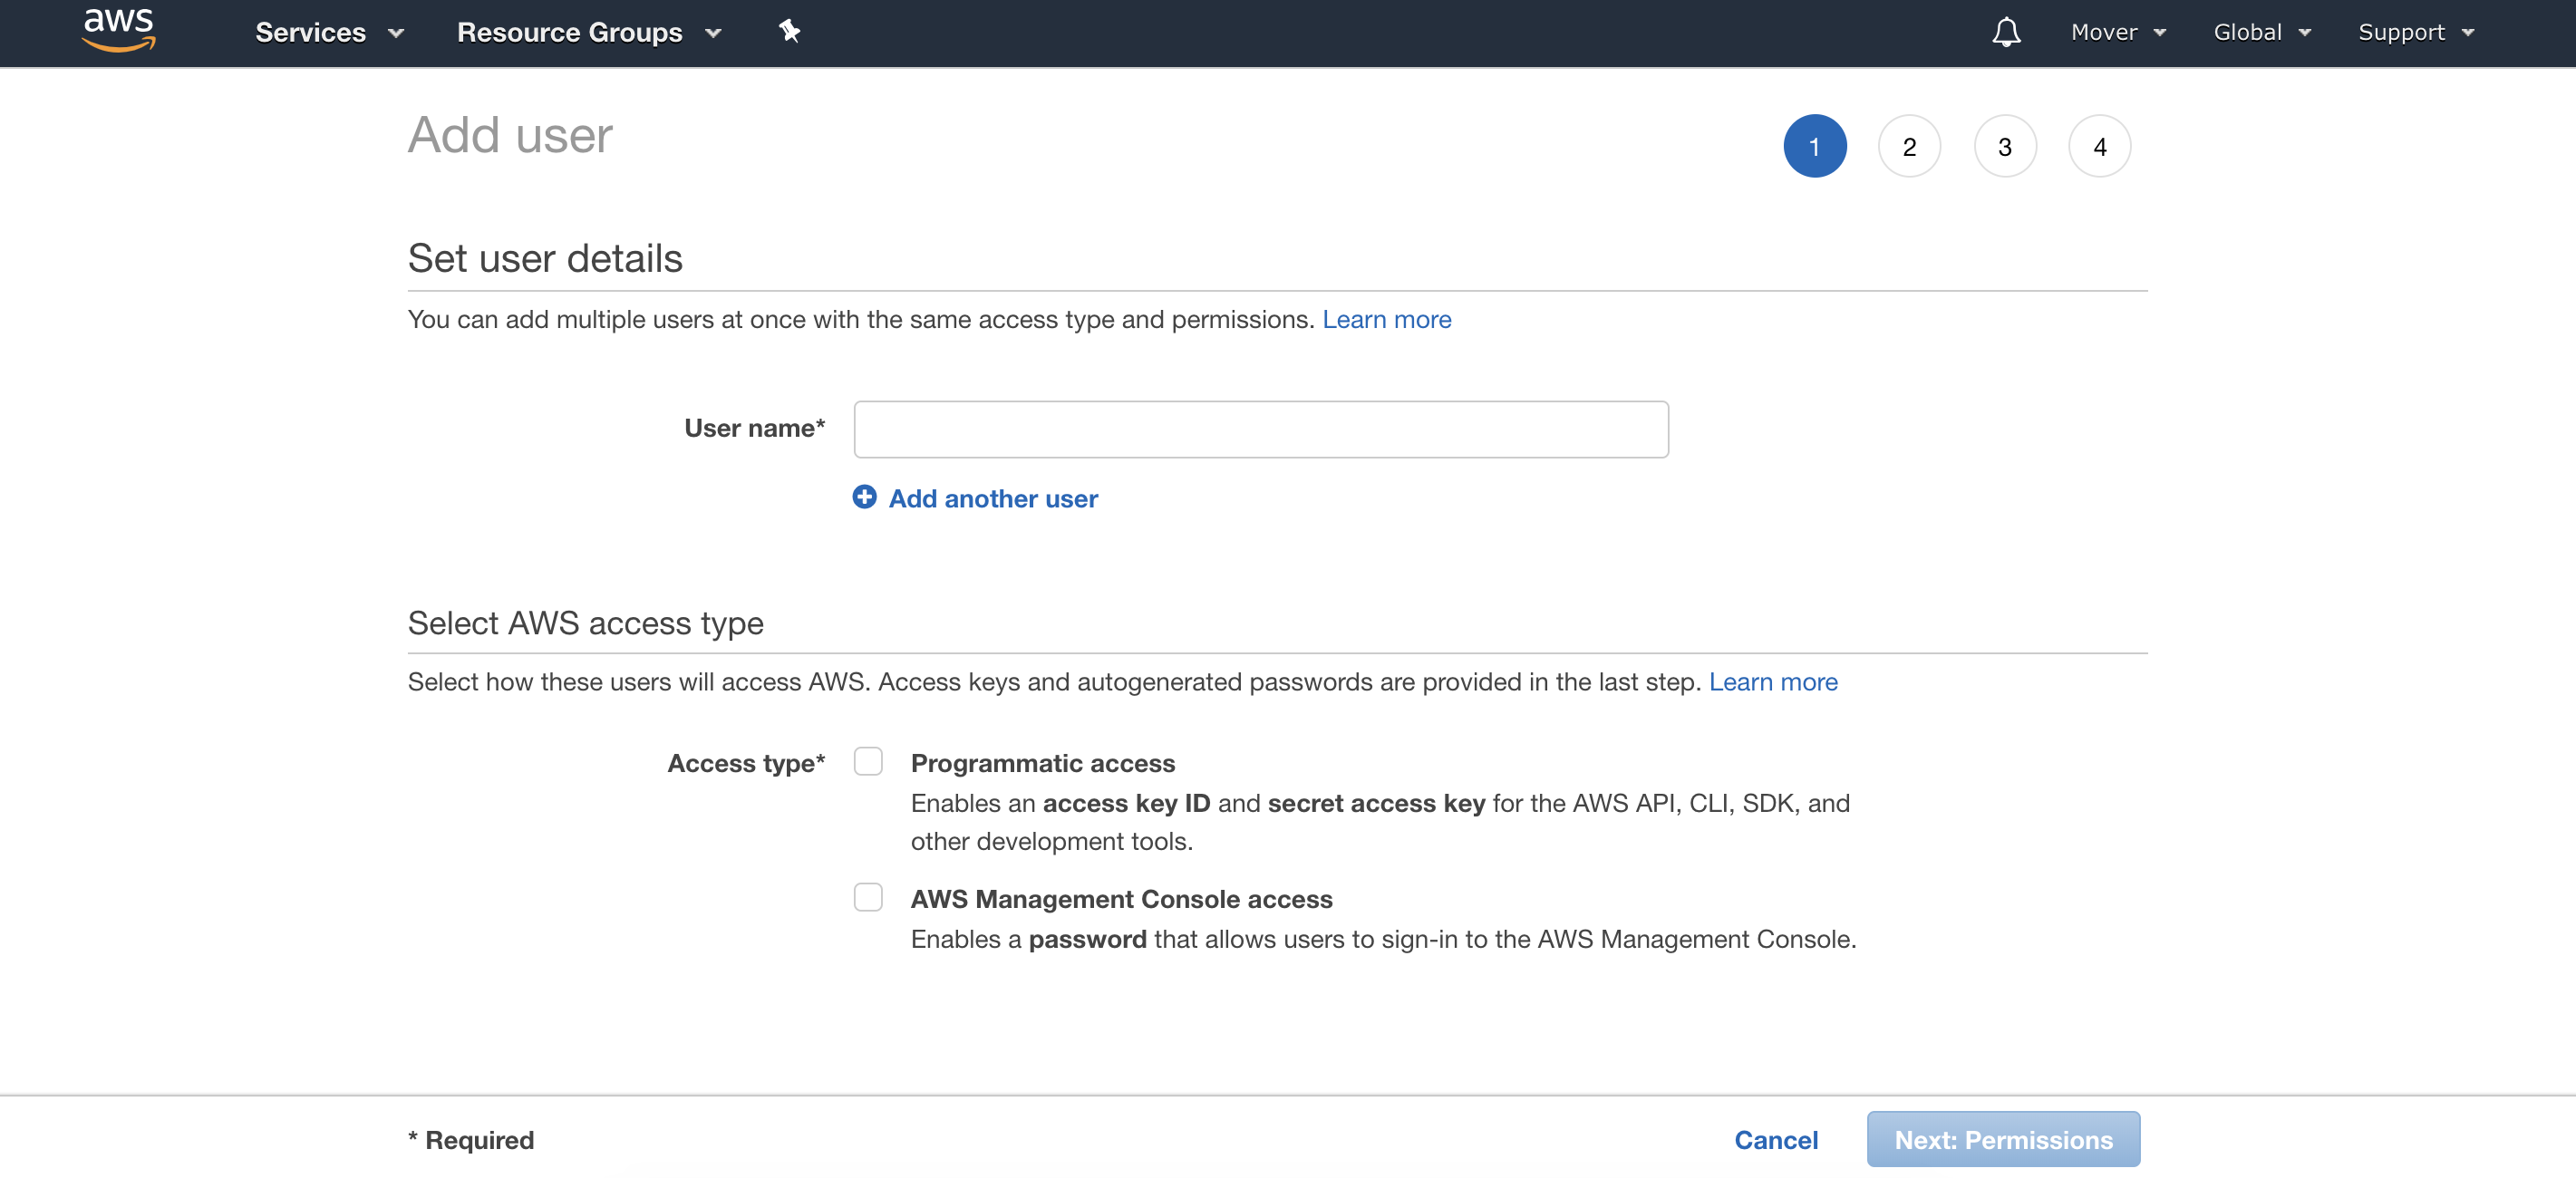 aws Services Resource Groups Mover Global Support
Add user 1 2 3 4
Set user details
You can add multiple users at once with the same access type and permissions. Learn more
User name*
Add another user
Select AWS access type
Select how these users will access AWS. Access keys and autogenerated passwords are provided in the last step. Learn more
Access type* Programmatic access
Enables an access key ID and secret access key for the AWS API, CLI, SDK, and
other development tools.
AWS Management Console access
Enables a password that allows users to sign-in to the AWS Management Console.
* Required Cancel Next: Permissions